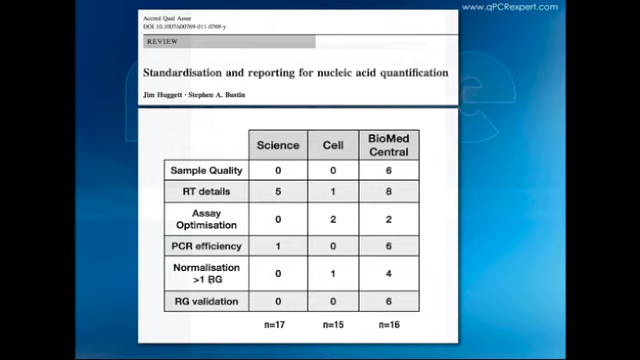 www.qPCRexpert.com
Accred Qual Assur
DOI 10.1007/s00769-011-0769-y
REVIEW
Standardisation and reporting for nucleic acid quantification
Jim Huggett · Stephen A. Bustin
Science Cell BioMed Central
Sample Quality 0 0 6
RT details 5 1 8
Assay Optimisation 0 2 2
PCR efficiency 1 0 6
Normalisation >1 RG 0 1 4
RG validation 0 0 6
n=17 n=15 n=16